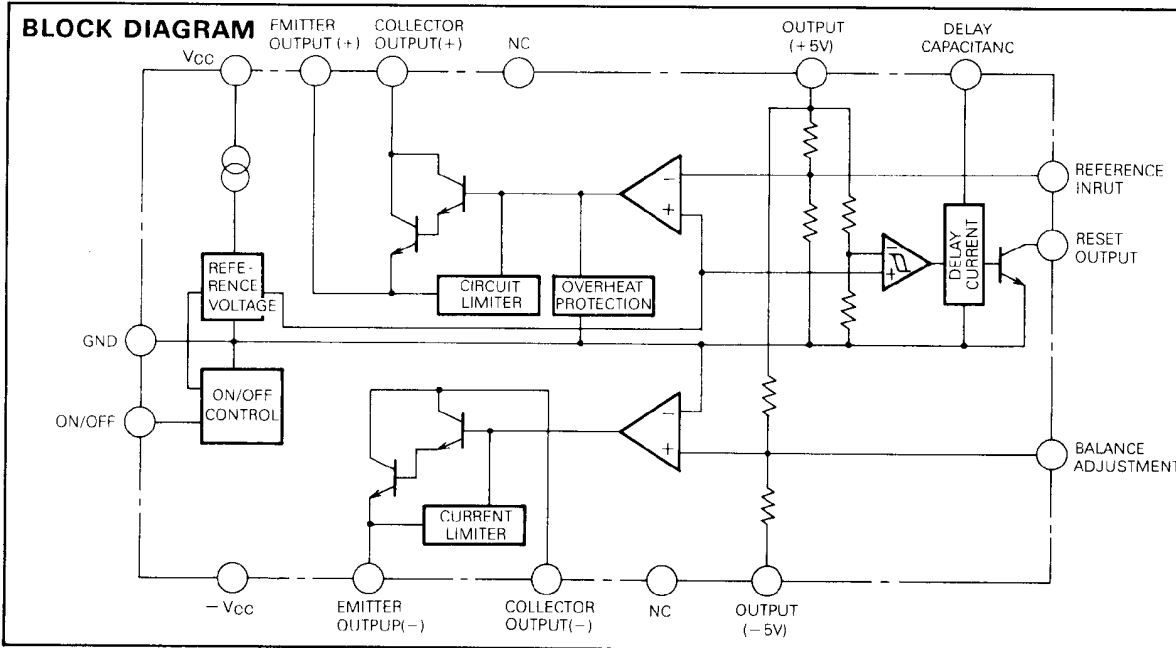 BLOCK DIAGRAM
VCC
EMITTER
OUTPUT (+)
COLLECTOR
OUTPUT(+)
NC
OUTPUT
(+5V)
DELAY
CAPACITANC
REFERENCE
INRUT
RESET
OUTPUT
REFE-
RENCE
VOLTAGE
CIRCUIT
LIMITER
OVERHEAT
PROTECTION
DELAY
CURRENT
−
+
−
+
GND
ON/OFF
CONTROL
ON/OFF
−
+
BALANCE
ADJUSTMENT
CURRENT
LIMITER
−VCC
EMITTER
OUTPUP(−)
COLLECTOR
OUTPUT(−)
NC
OUTPUT
(−5V)